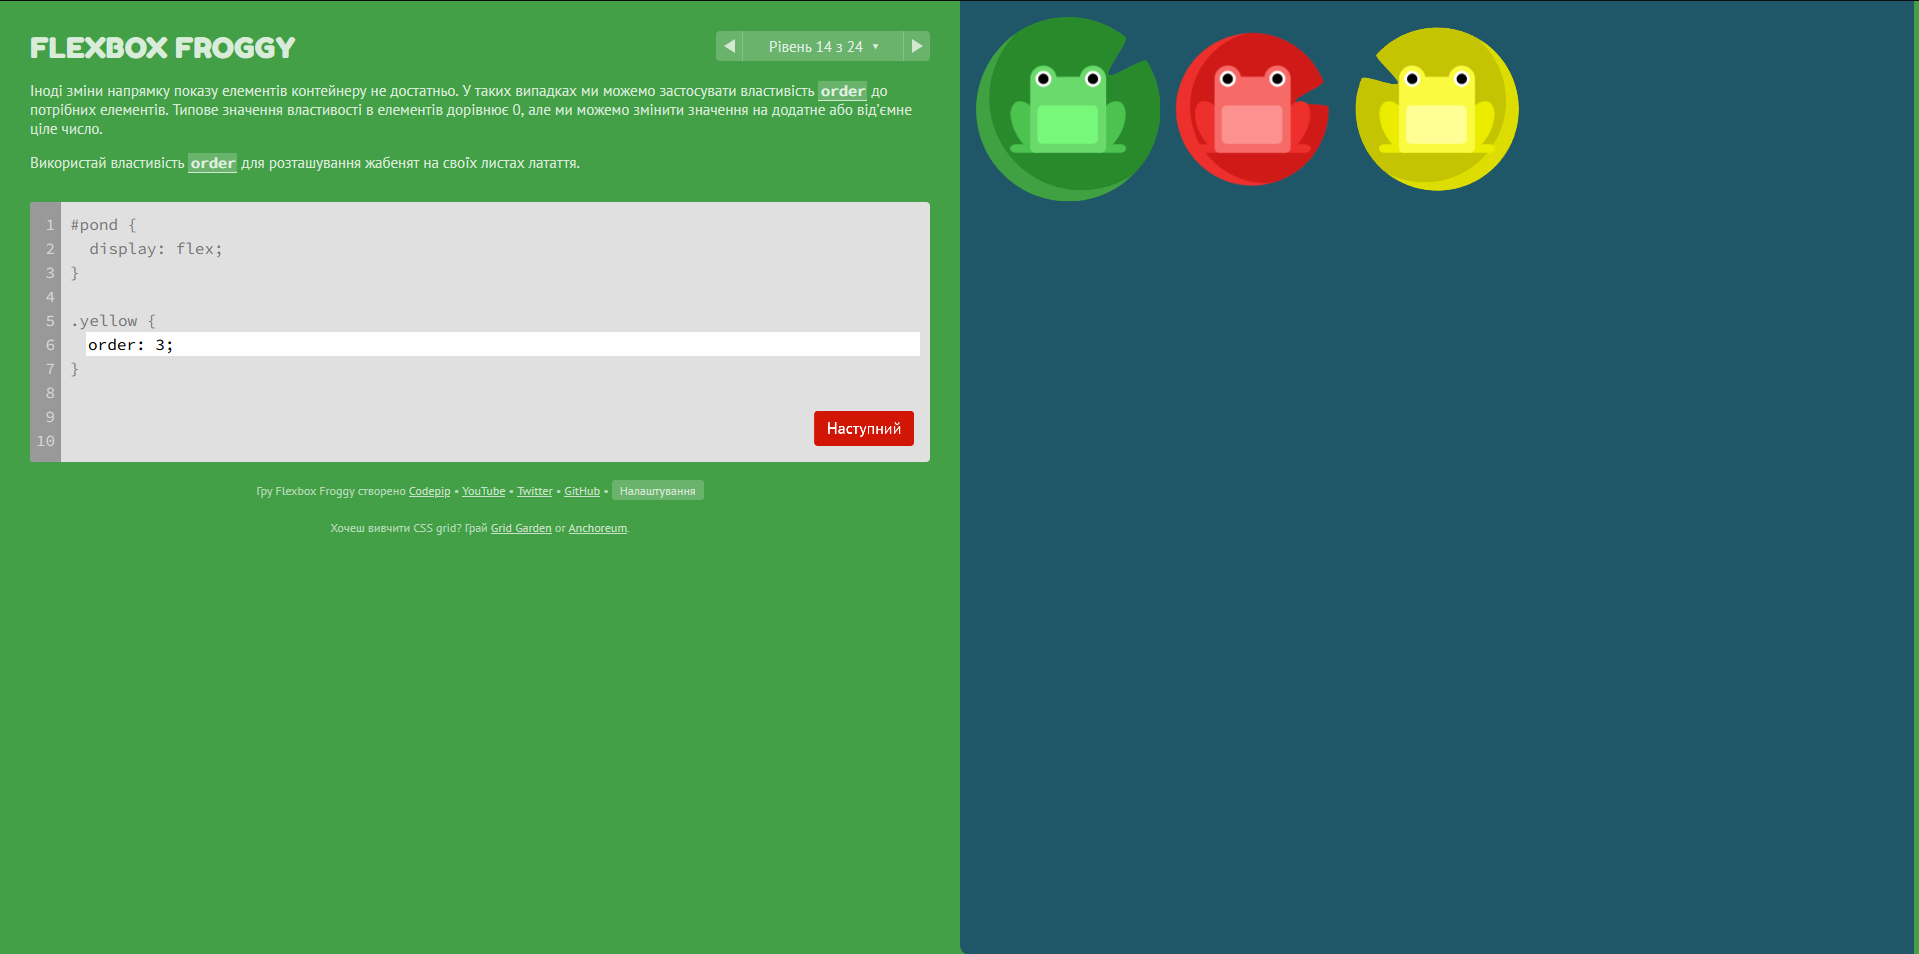 FLEXBOX FROGGY
Рівень 14 з 24 ▼
Іноді зміни напрямку показу елементів контейнеру не достатньо. У таких випадках ми можемо застосувати властивість order до
потрібних елементів. Типове значення властивості в елементів дорівнює 0, але ми можемо змінити значення на додатне або від'ємне
ціле число.
Використай властивість order для розташування жабенят на своїх листах латаття.
1 #pond {
2   display: flex;
3 }
4
5 .yellow {
6   order: 3;
7 }
8
9
10
Наступний
Гру Flexbox Froggy створено Codepip • YouTube • Twitter • GitHub • Налаштування
Хочеш вивчити CSS grid? Грай Grid Garden or Anchoreum.